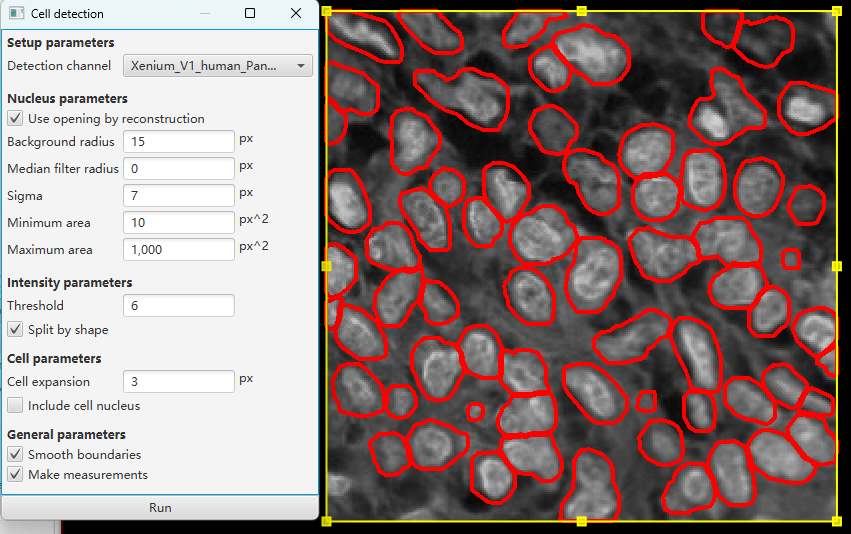 Cell detection
Setup parameters
Detection channel Xenium_V1_human_Pan...
Nucleus parameters
Use opening by reconstruction
Background radius 15 px
Median filter radius 0 px
Sigma 7 px
Minimum area 10 px^2
Maximum area 1,000 px^2
Intensity parameters
Threshold 6
Split by shape
Cell parameters
Cell expansion 3 px
Include cell nucleus
General parameters
Smooth boundaries
Make measurements
Run